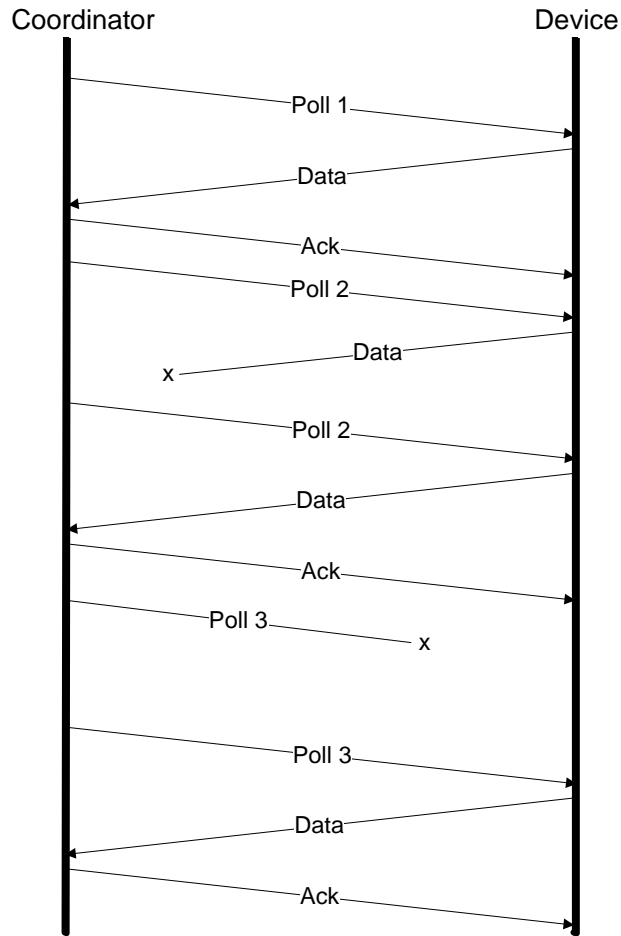 Coordinator Device
Poll 1
Data
Ack
Poll 2
Data
x
Poll 2
Data
Ack
Poll 3
x
Poll 3
Data
Ack